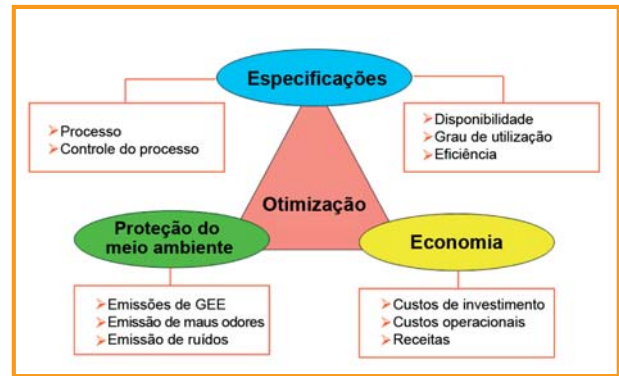 Especificações
Processo
Controle do processo
Disponibilidade
Grau de utilização
Eficiência
Otimização
Proteção do
meio ambiente
Economia
Emissões de GEE
Emissão de maus odores
Emissão de ruídos
Custos de investimento
Custos operacionais
Receitas